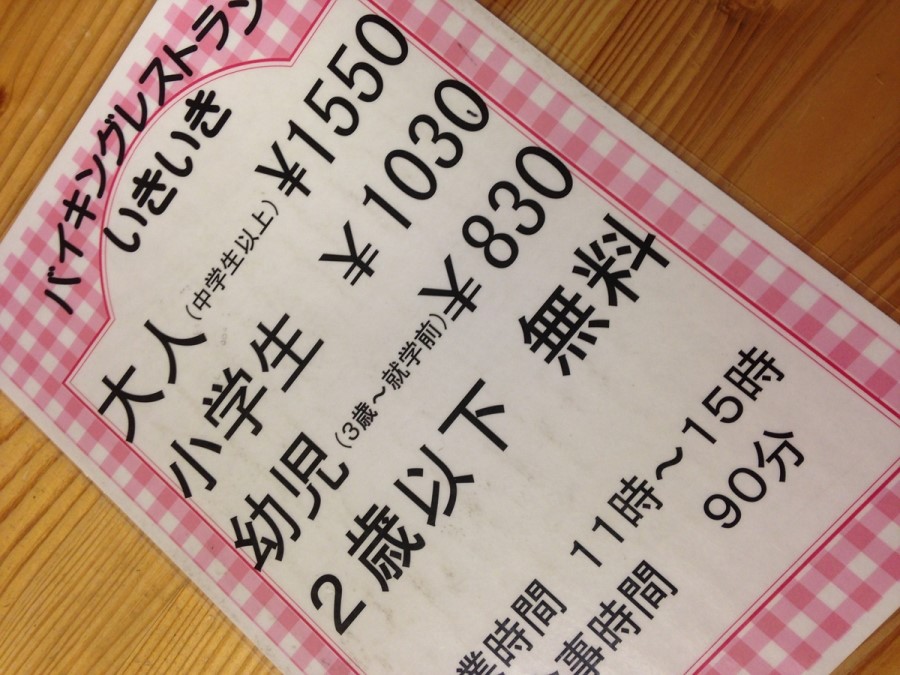 バイキングレストラン
いきいき
大人(中学生以上) ¥1550
小学生 ¥1030
幼児(3歳～就学前) ¥830
2歳以下 無料
業時間 11時～15時
事時間 90分